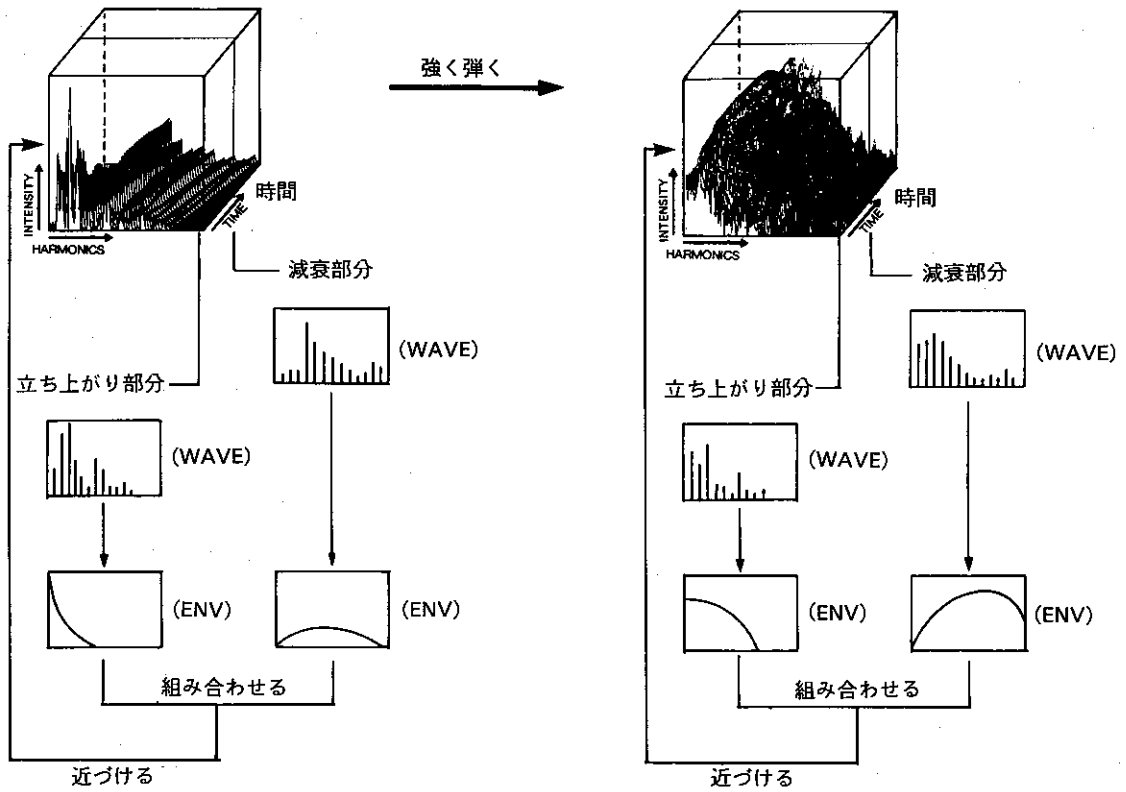 強く弾く
INTENSITY
HARMONICS
TIME
時間
減衰部分
(WAVE)
立ち上がり部分
(WAVE)
(ENV)
(ENV)
組み合わせる
近づける
INTENSITY
HARMONICS
TIME
時間
減衰部分
(WAVE)
立ち上がり部分
(WAVE)
(ENV)
(ENV)
組み合わせる
近づける